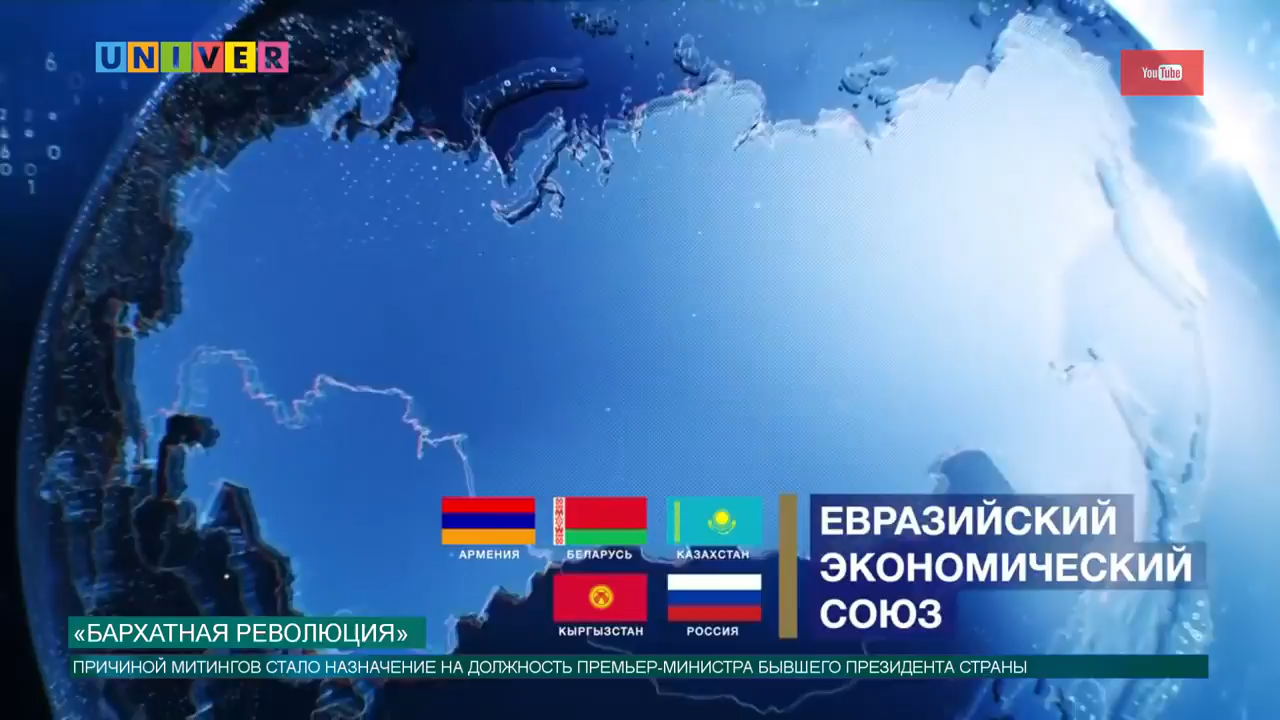 UNIVER
YouTube
АРМЕНИЯ
БЕЛАРУСЬ
КАЗАХСТАН
КЫРГЫЗСТАН
РОССИЯ
ЕВРАЗИЙСКИЙ
ЭКОНОМИЧЕСКИЙ
СОЮЗ
«БАРХАТНАЯ РЕВОЛЮЦИЯ»
ПРИЧИНОЙ МИТИНГОВ СТАЛО НАЗНАЧЕНИЕ НА ДОЛЖНОСТЬ ПРЕМЬЕР-МИНИСТРА БЫВШЕГО ПРЕЗИДЕНТА СТРАНЫ